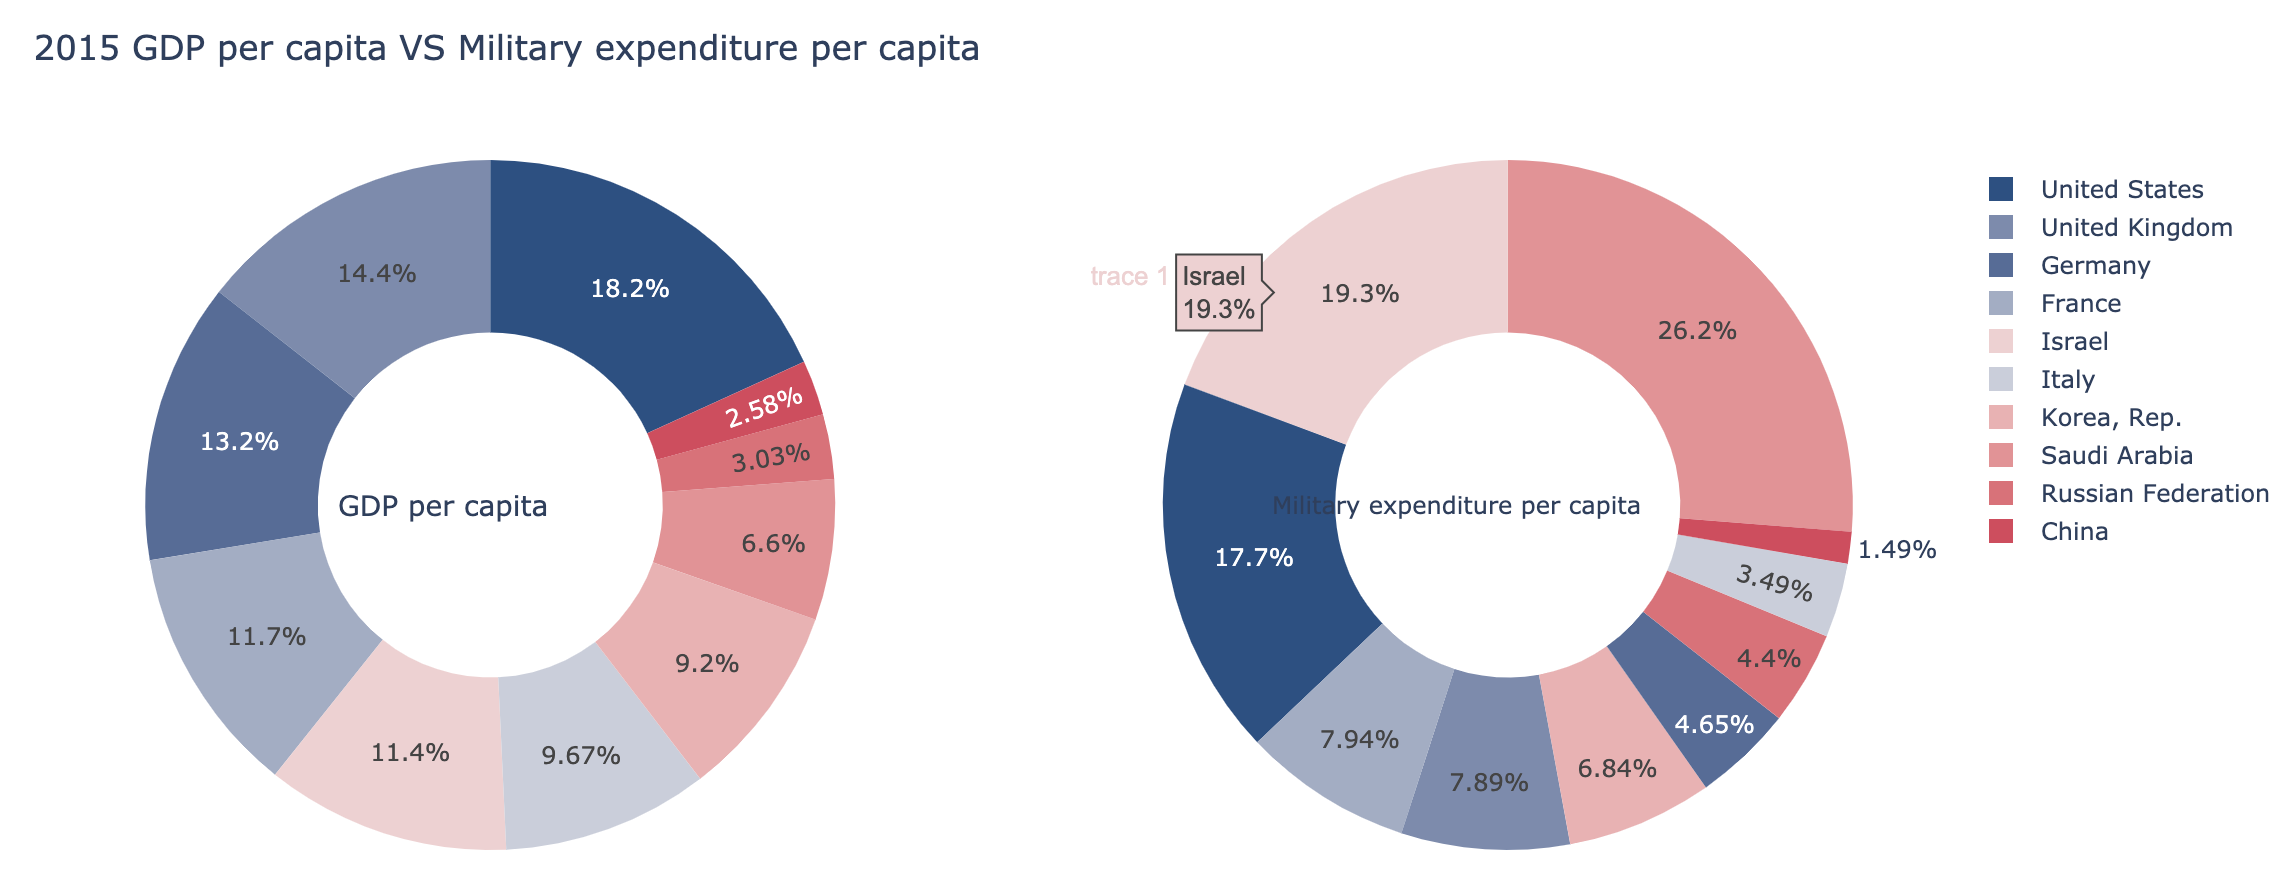 2015 GDP per capita VS Military expenditure per capita
14.4%
18.2%
2.58%
3.03%
13.2%
GDP per capita
6.6%
11.7%
9.2%
11.4%
9.67%
trace 1
Israel
19.3%
19.3%
26.2%
Military expenditure per capita
17.7%
1.49%
3.49%
4.4%
4.65%
7.94%
7.89%
6.84%
United States
United Kingdom
Germany
France
Israel
Italy
Korea, Rep.
Saudi Arabia
Russian Federation
China